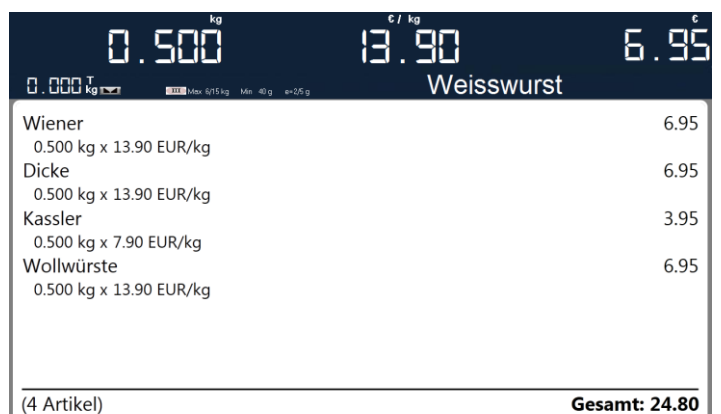 kg € / kg €
0.500 13.90 6.95
0.000 T kg III Max 6/15 kg Min 40 g e=2/5 g Weisswurst
Wiener 6.95
0.500 kg x 13.90 EUR/kg
Dicke 6.95
0.500 kg x 13.90 EUR/kg
Kassler 3.95
0.500 kg x 7.90 EUR/kg
Wollwürste 6.95
0.500 kg x 13.90 EUR/kg
(4 Artikel) Gesamt: 24.80